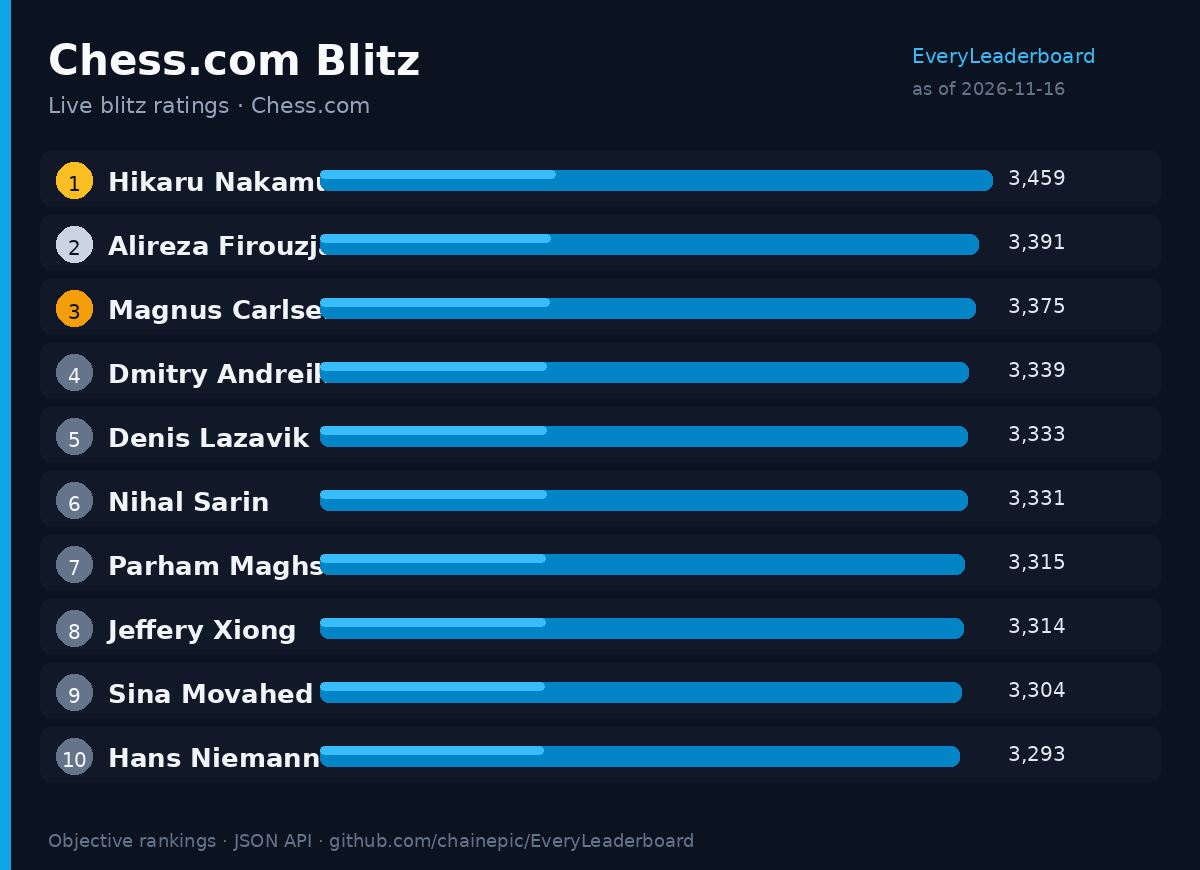 Chess.com Blitz
EveryLeaderboard
Live blitz ratings · Chess.com
as of 2026-11-16
1 Hikaru Nakamu 3,459
2 Alireza Firouzja 3,391
3 Magnus Carlse 3,375
4 Dmitry Andreik 3,339
5 Denis Lazavik 3,333
6 Nihal Sarin 3,331
7 Parham Maghs 3,315
8 Jeffery Xiong 3,314
9 Sina Movahed 3,304
10 Hans Niemann 3,293
Objective rankings · JSON API · github.com/chainepic/EveryLeaderboard